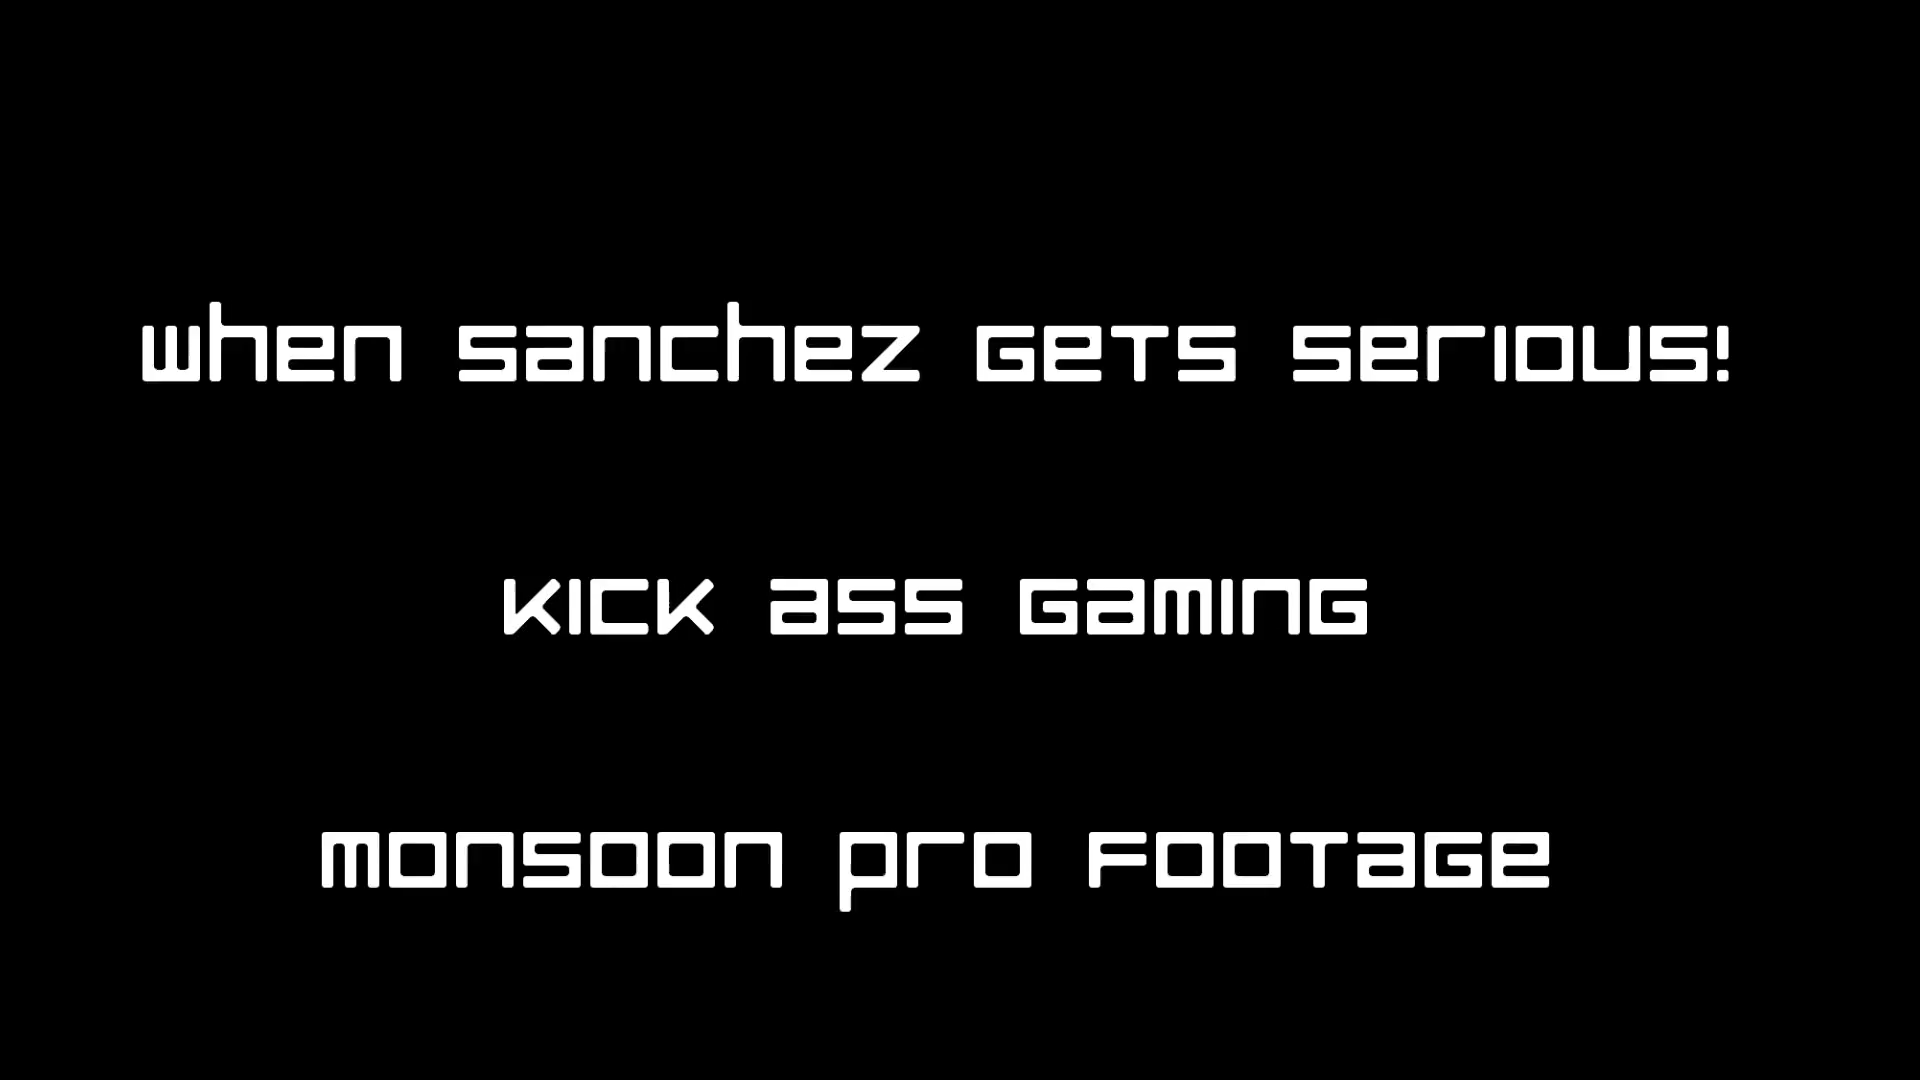 when sanchez gets serious!
kick ass gaming
monsoon pro footage